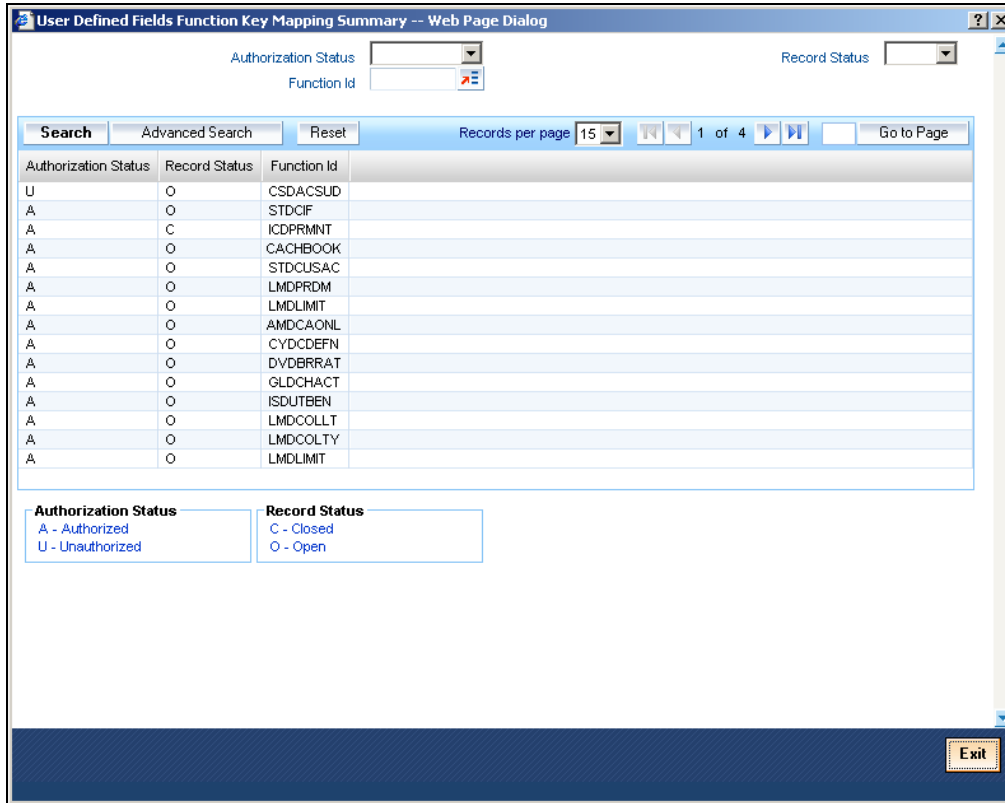 User Defined Fields Function Key Mapping Summary -- Web Page Dialog ? X
Authorization Status Record Status
Function Id
Search Advanced Search Reset Records per page 15 1 of 4 Go to Page
Authorization Status Record Status Function Id
U O CSDACSUD
A O STDCIF
A C ICDPRMNT
A O CACHBOOK
A O STDCUSAC
A O LMDPRDM
A O LMDLIMIT
A O AMDCAONL
A O CYDCDEFN
A O DVDBRRAT
A O GLDCHACT
A O ISDUTBEN
A O LMDCOLLT
A O LMDCOLTY
A O LMDLIMIT
Authorization Status Record Status
A - Authorized C - Closed
U - Unauthorized O - Open
Exit